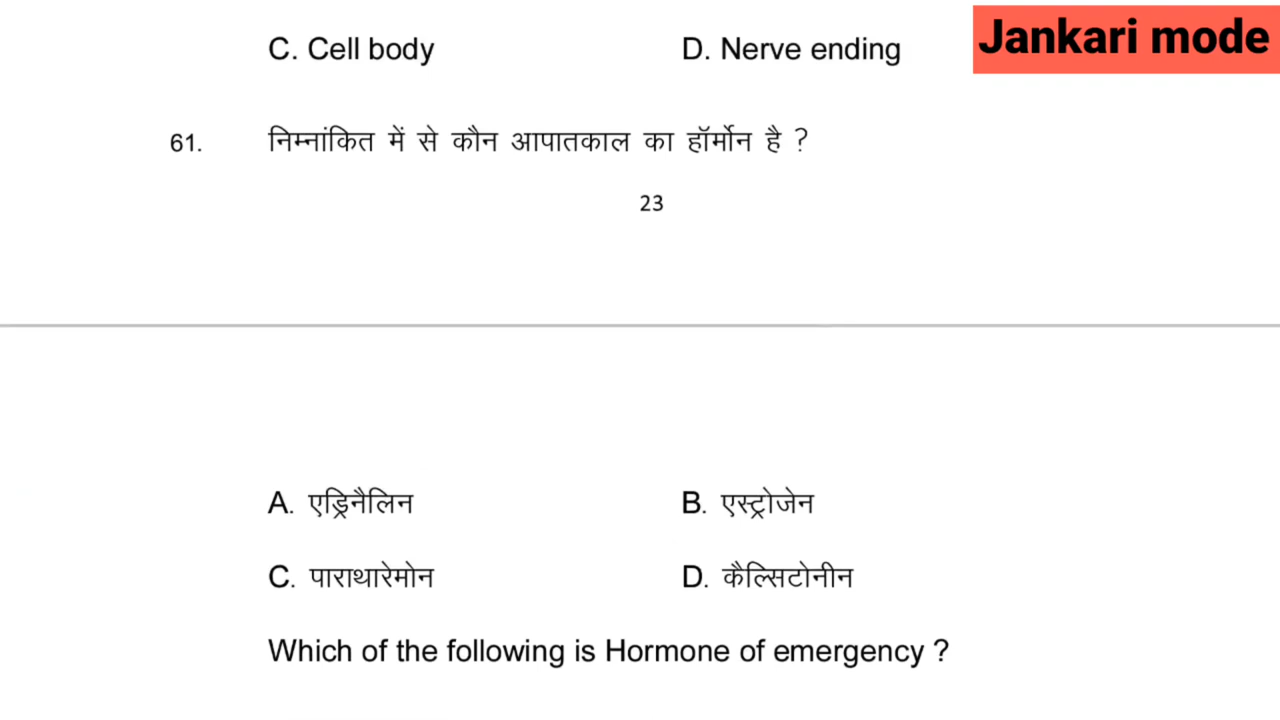 Jankari mode
C. Cell body D. Nerve ending
61. निम्नांकित में से कौन आपातकाल का हॉर्मोन है ?
23
A. एड्रिनैलिन B. एस्ट्रोजेन
C. पाराथारेमोन D. कैल्सिटोनीन
Which of the following is Hormone of emergency ?